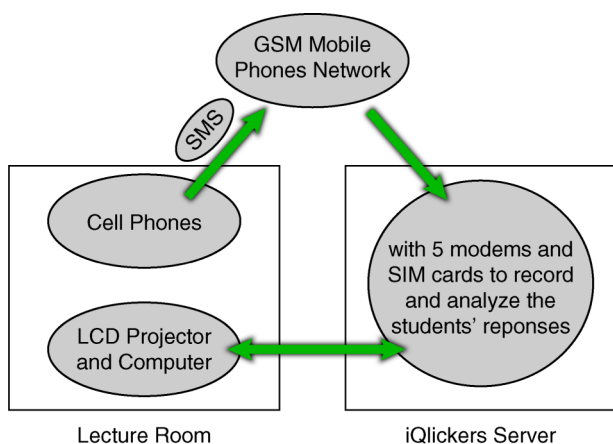 GSM Mobile
Phones Network
SMS
Cell Phones
with 5 modems and
SIM cards to record
and analyze the
students’ reponses
LCD Projector
and Computer
Lecture Room
iQlickers Server